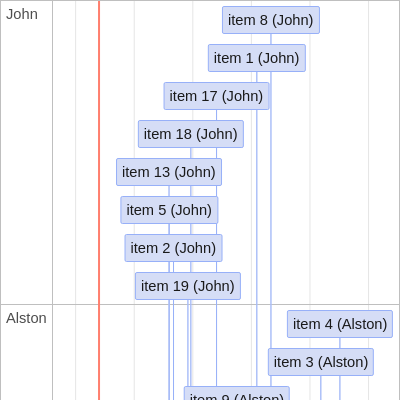 John
item 8 (John)
item 1 (John)
item 17 (John)
item 18 (John)
item 13 (John)
item 5 (John)
item 2 (John)
item 19 (John)
Alston
item 4 (Alston)
item 3 (Alston)
item 9 (Alston)